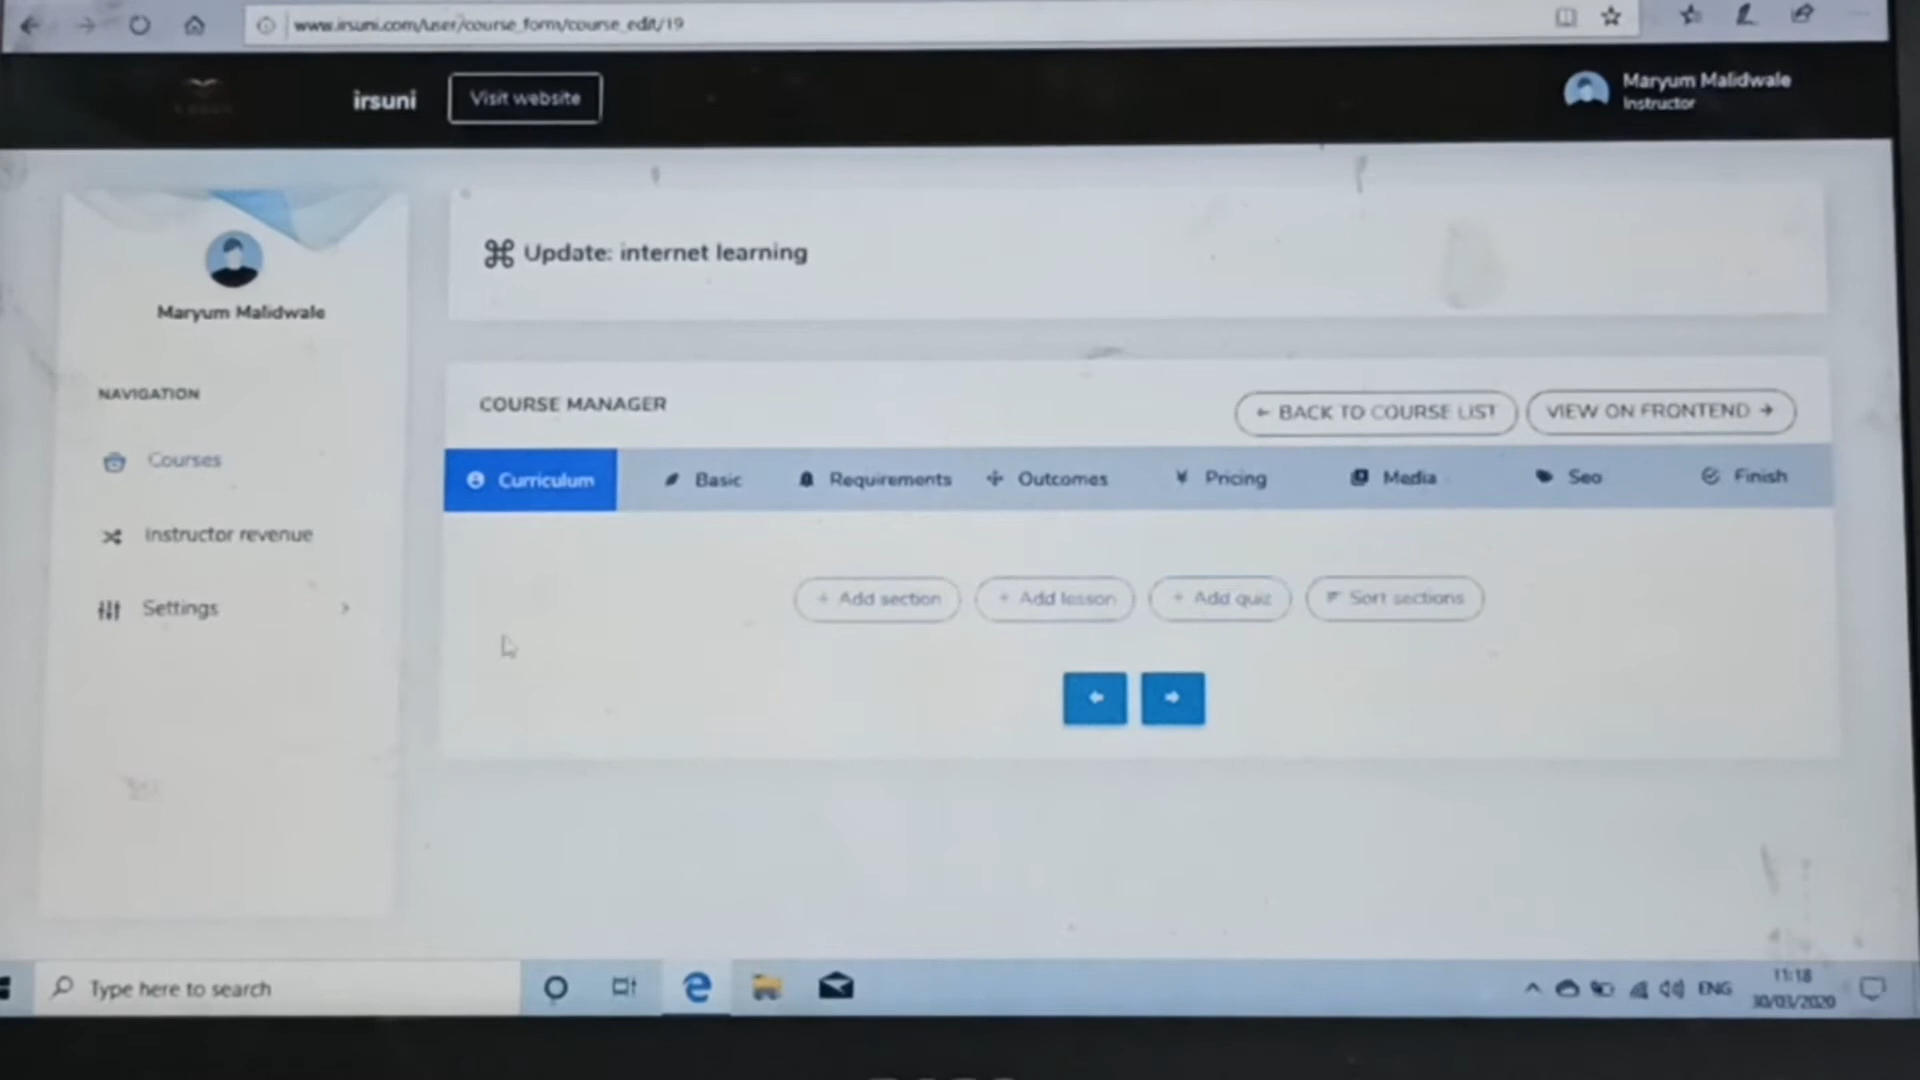 www.irsuni.com/user/course_form/course_edit/19
irsuni
Visit website
Maryum Malidwale
Instructor
Maryum Malidwale
NAVIGATION
Courses
Instructor revenue
Settings
Update: internet learning
COURSE MANAGER
← BACK TO COURSE LIST
VIEW ON FRONTEND →
Curriculum
Basic
Requirements
Outcomes
Pricing
Media
Seo
Finish
+ Add section
+ Add lesson
+ Add quiz
Sort sections
Type here to search
ENG
11:18
30/03/2020